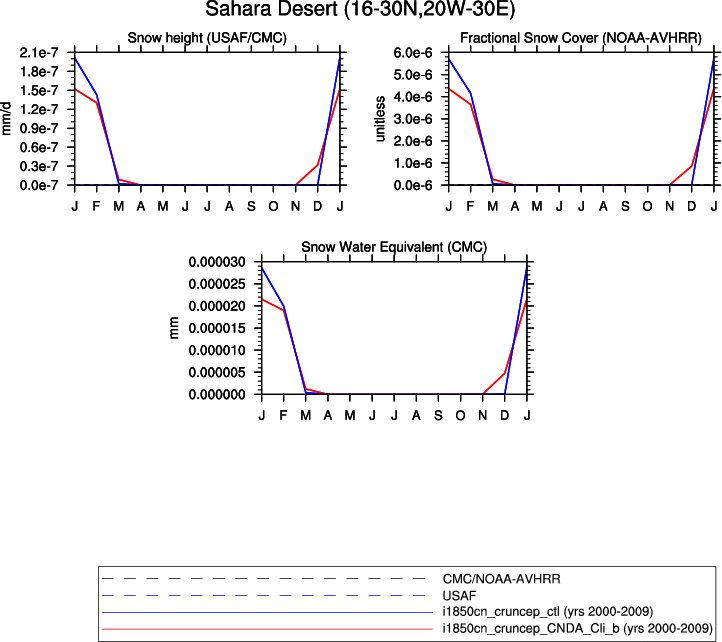 Sahara Desert (16-30N,20W-30E)
Snow height (USAF/CMC)
mm/d
2.1e-7
1.8e-7
1.5e-7
1.2e-7
0.9e-7
0.6e-7
0.3e-7
0.0e-7
J F M A M J J A S O N D J
Fractional Snow Cover (NOAA-AVHRR)
unitless
6.0e-6
5.0e-6
4.0e-6
3.0e-6
2.0e-6
1.0e-6
0.0e-6
J F M A M J J A S O N D J
Snow Water Equivalent (CMC)
mm
0.000030
0.000025
0.000020
0.000015
0.000010
0.000005
0.000000
J F M A M J J A S O N D J
CMC/NOAA-AVHRR
USAF
i1850cn_cruncep_ctl (yrs 2000-2009)
i1850cn_cruncep_CNDA_Cli_b (yrs 2000-2009)